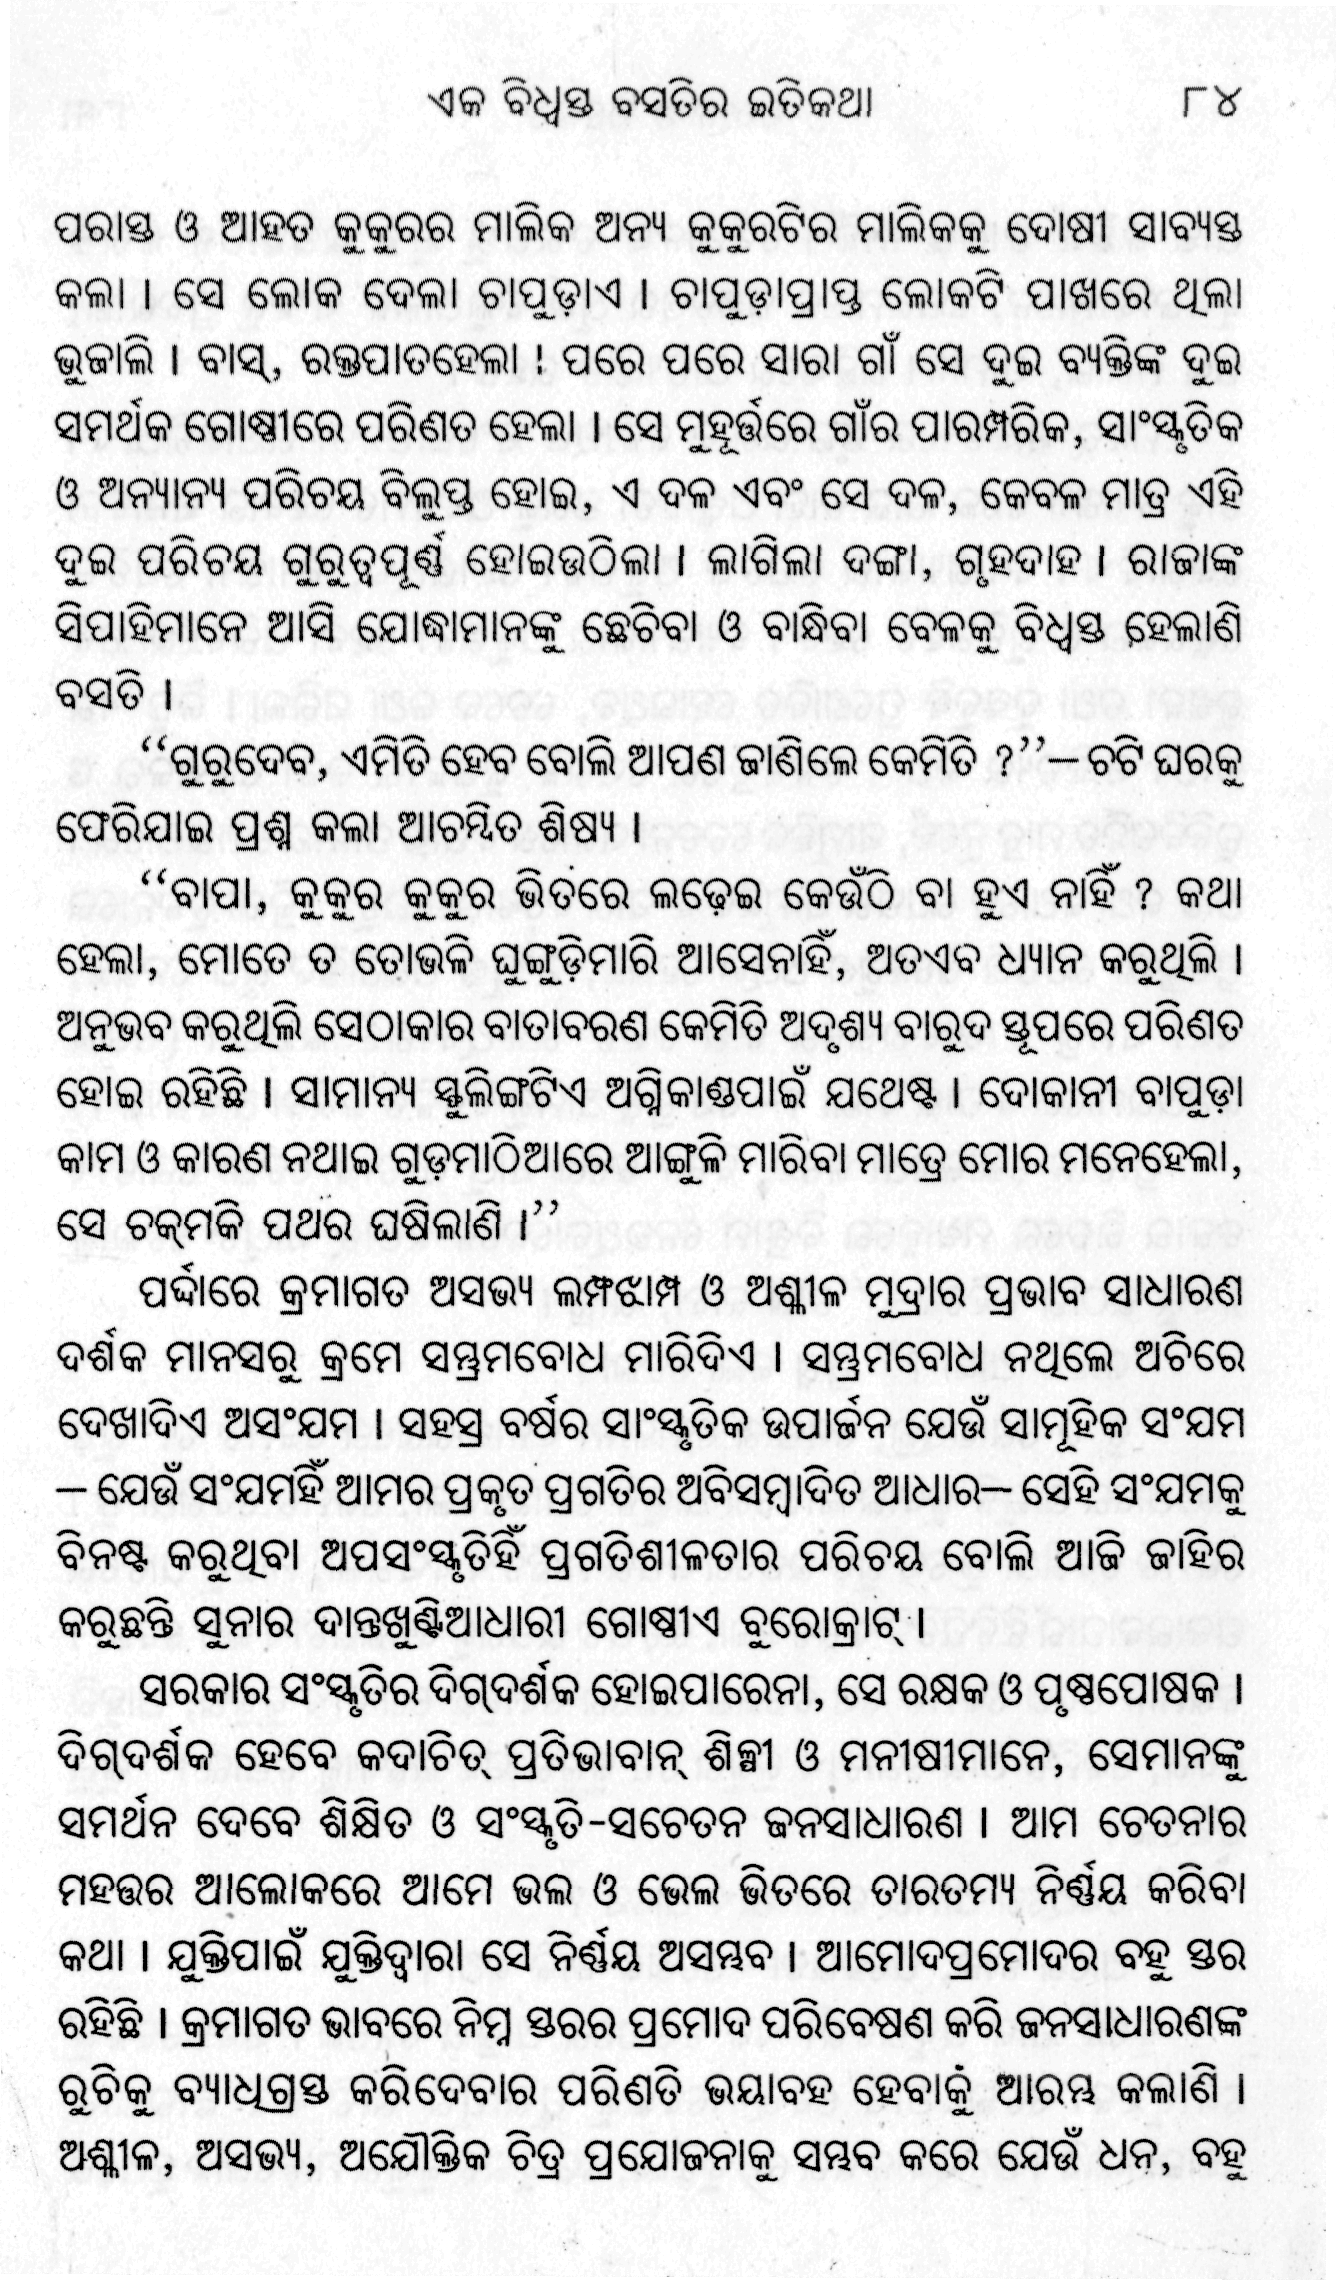 ଏକ ବିଧ୍ୱସ୍ତ ବସତିର ଇତିକଥା ୮୪
ପରାସ୍ତ ଓ ଆହତ କୁକୁରର ମାଲିକ ଅନ୍ୟ କୁକୁରଟିର ମାଲିକକୁ ଦୋଷୀ ସାବ୍ୟସ୍ତ
କଲା । ସେ ଲୋକ ଦେଲା ଚାପୁଡ଼ାଏ । ଚାପୁଡ଼ାପ୍ରାପ୍ତ ଲୋକଟି ପାଖରେ ଥିଲା
ଭୁଜାଲି । ବାସ୍, ରକ୍ତପାତହେଲା ! ପରେ ପରେ ସାରା ଗାଁ ସେ ଦୁଇ ବ୍ୟକ୍ତିଙ୍କ ଦୁଇ
ସମର୍ଥକ ଗୋଷ୍ଠୀରେ ପରିଣତ ହେଲା । ସେ ମୁହୂର୍ତ୍ତରେ ଗାଁର ପାରମ୍ପରିକ, ସାଂସ୍କୃତିକ
ଓ ଅନ୍ୟାନ୍ୟ ପରିଚୟ ବିଲୁପ୍ତ ହୋଇ, ଏ ଦଳ ଏବଂ ସେ ଦଳ, କେବଳ ମାତ୍ର ଏହି
ଦୁଇ ପରିଚୟ ଗୁରୁତ୍ୱପୂର୍ଣ୍ଣ ହୋଇଉଠିଲା । ଲାଗିଲା ଦଙ୍ଗା, ଗୃହଦାହ । ରାଜାଙ୍କ
ସିପାହିମାନେ ଆସି ଯୋଦ୍ଧାମାନଙ୍କୁ ଛେଚିବା ଓ ବାନ୍ଧିବା ବେଳକୁ ବିଧ୍ୱସ୍ତ ହେଲାଣି
ବସତି ।
‘‘ଗୁରୁଦେବ, ଏମିତି ହେବ ବୋଲି ଆପଣ ଜାଣିଲେ କେମିତି ?’’— ଚଟି ଘରକୁ
ଫେରିଯାଇ ପ୍ରଶ୍ନ କଲା ଆଚମ୍ଭିତ ଶିଷ୍ୟ ।
‘‘ବାପା, କୁକୁର କୁକୁର ଭିତରେ ଲଢ଼େଇ କେଉଁଠି ବା ହୁଏ ନାହିଁ ? କଥା
ହେଲା, ମୋତେ ତ ତୋଭଳି ଘୁଙ୍ଗୁଡ଼ିମାରି ଆସେନାହିଁ, ଅତଏବ ଧ୍ୟାନ କରୁଥିଲି ।
ଅନୁଭବ କରୁଥିଲି ସେଠାକାର ବାତାବରଣ କେମିତି ଅଦୃଶ୍ୟ ବାରୁଦ ସ୍ତୂପରେ ପରିଣତ
ହୋଇ ରହିଛି । ସାମାନ୍ୟ ସ୍ଫୁଲିଙ୍ଗଟିଏ ଅଗ୍ନିକାଣ୍ଡପାଇଁ ଯଥେଷ୍ଟ । ଦୋକାନୀ ବାପୁଡ଼ା
କାମ ଓ କାରଣ ନଥାଇ ଗୁଡ଼ମାଠିଆରେ ଆଙ୍ଗୁଳି ମାରିବା ମାତ୍ରେ ମୋର ମନେହେଲା,
ସେ ଚକ୍‌ମକି ପଥର ଘଷିଲାଣି ।’’
ପର୍ଦ୍ଦାରେ କ୍ରମାଗତ ଅସଭ୍ୟ ଲମ୍ଫଝାମ୍ପ ଓ ଅଶ୍ଳୀଳ ମୁଦ୍ରାର ପ୍ରଭାବ ସାଧାରଣ
ଦର୍ଶକ ମାନସରୁ କ୍ରମେ ସମ୍ଭ୍ରମବୋଧ ମାରିଦିଏ । ସମ୍ଭ୍ରମବୋଧ ନଥିଲେ ଅଚିରେ
ଦେଖାଦିଏ ଅସଂଯମ । ସହସ୍ର ବର୍ଷର ସାଂସ୍କୃତିକ ଉପାର୍ଜନ ଯେଉଁ ସାମୂହିକ ସଂଯମ
— ଯେଉଁ ସଂଯମହିଁ ଆମର ପ୍ରକୃତ ପ୍ରଗତିର ଅବିସମ୍ବାଦିତ ଆଧାର— ସେହି ସଂଯମକୁ
ବିନଷ୍ଟ କରୁଥିବା ଅପସଂସ୍କୃତିହିଁ ପ୍ରଗତିଶୀଳତାର ପରିଚୟ ବୋଲି ଆଜି ଜାହିର
କରୁଛନ୍ତି ସୁନାର ଦାନ୍ତଖୁଣ୍ଟିଆଧାରୀ ଗୋଷ୍ଠୀଏ ବୁରୋକ୍ରାଟ୍ ।
ସରକାର ସଂସ୍କୃତିର ଦିଗ୍‌ଦର୍ଶକ ହୋଇପାରେନା, ସେ ରକ୍ଷକ ଓ ପୃଷ୍ଠପୋଷକ ।
ଦିଗ୍‌ଦର୍ଶକ ହେବେ କଦାଚିତ୍ ପ୍ରତିଭାବାନ୍ ଶିଳ୍ପୀ ଓ ମନୀଷୀମାନେ, ସେମାନଙ୍କୁ
ସମର୍ଥନ ଦେବେ ଶିକ୍ଷିତ ଓ ସଂସ୍କୃତି-ସଚେତନ ଜନସାଧାରଣ । ଆମ ଚେତନାର
ମହତ୍ତର ଆଲୋକରେ ଆମେ ଭଲ ଓ ଭେଲ ଭିତରେ ତାରତମ୍ୟ ନିର୍ଣ୍ଣୟ କରିବା
କଥା । ଯୁକ୍ତିପାଇଁ ଯୁକ୍ତିଦ୍ୱାରା ସେ ନିର୍ଣ୍ଣୟ ଅସମ୍ଭବ । ଆମୋଦପ୍ରମୋଦର ବହୁ ସ୍ତର
ରହିଛି । କ୍ରମାଗତ ଭାବରେ ନିମ୍ନ ସ୍ତରର ପ୍ରମୋଦ ପରିବେଷଣ କରି ଜନସାଧାରଣଙ୍କ
ରୁଚିକୁ ବ୍ୟାଧିଗ୍ରସ୍ତ କରିଦେବାର ପରିଣତି ଭୟାବହ ହେବାକୁ ଆରମ୍ଭ କଲାଣି ।
ଅଶ୍ଳୀଳ, ଅସଭ୍ୟ, ଅଯୌକ୍ତିକ ଚିତ୍ର ପ୍ରଯୋଜନାକୁ ସମ୍ଭବ କରେ ଯେଉଁ ଧନ, ବହୁ